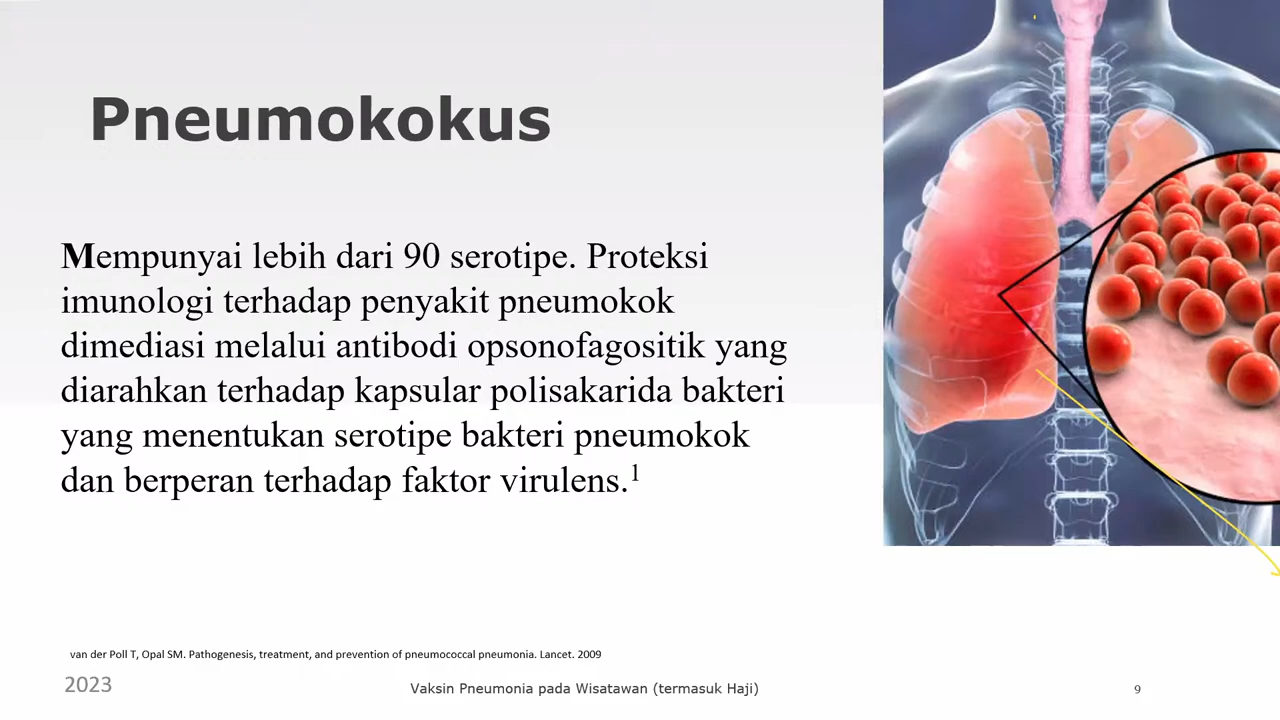 Pneumokokus
Mempunyai lebih dari 90 serotipe. Proteksi
imunologi terhadap penyakit pneumokok
dimediasi melalui antibodi opsonofagositik yang
diarahkan terhadap kapsular polisakarida bakteri
yang menentukan serotipe bakteri pneumokok
dan berperan terhadap faktor virulens.¹
van der Poll T, Opal SM. Pathogenesis, treatment, and prevention of pneumococcal pneumonia. Lancet. 2009
2023
Vaksin Pneumonia pada Wisatawan (termasuk Haji)
9